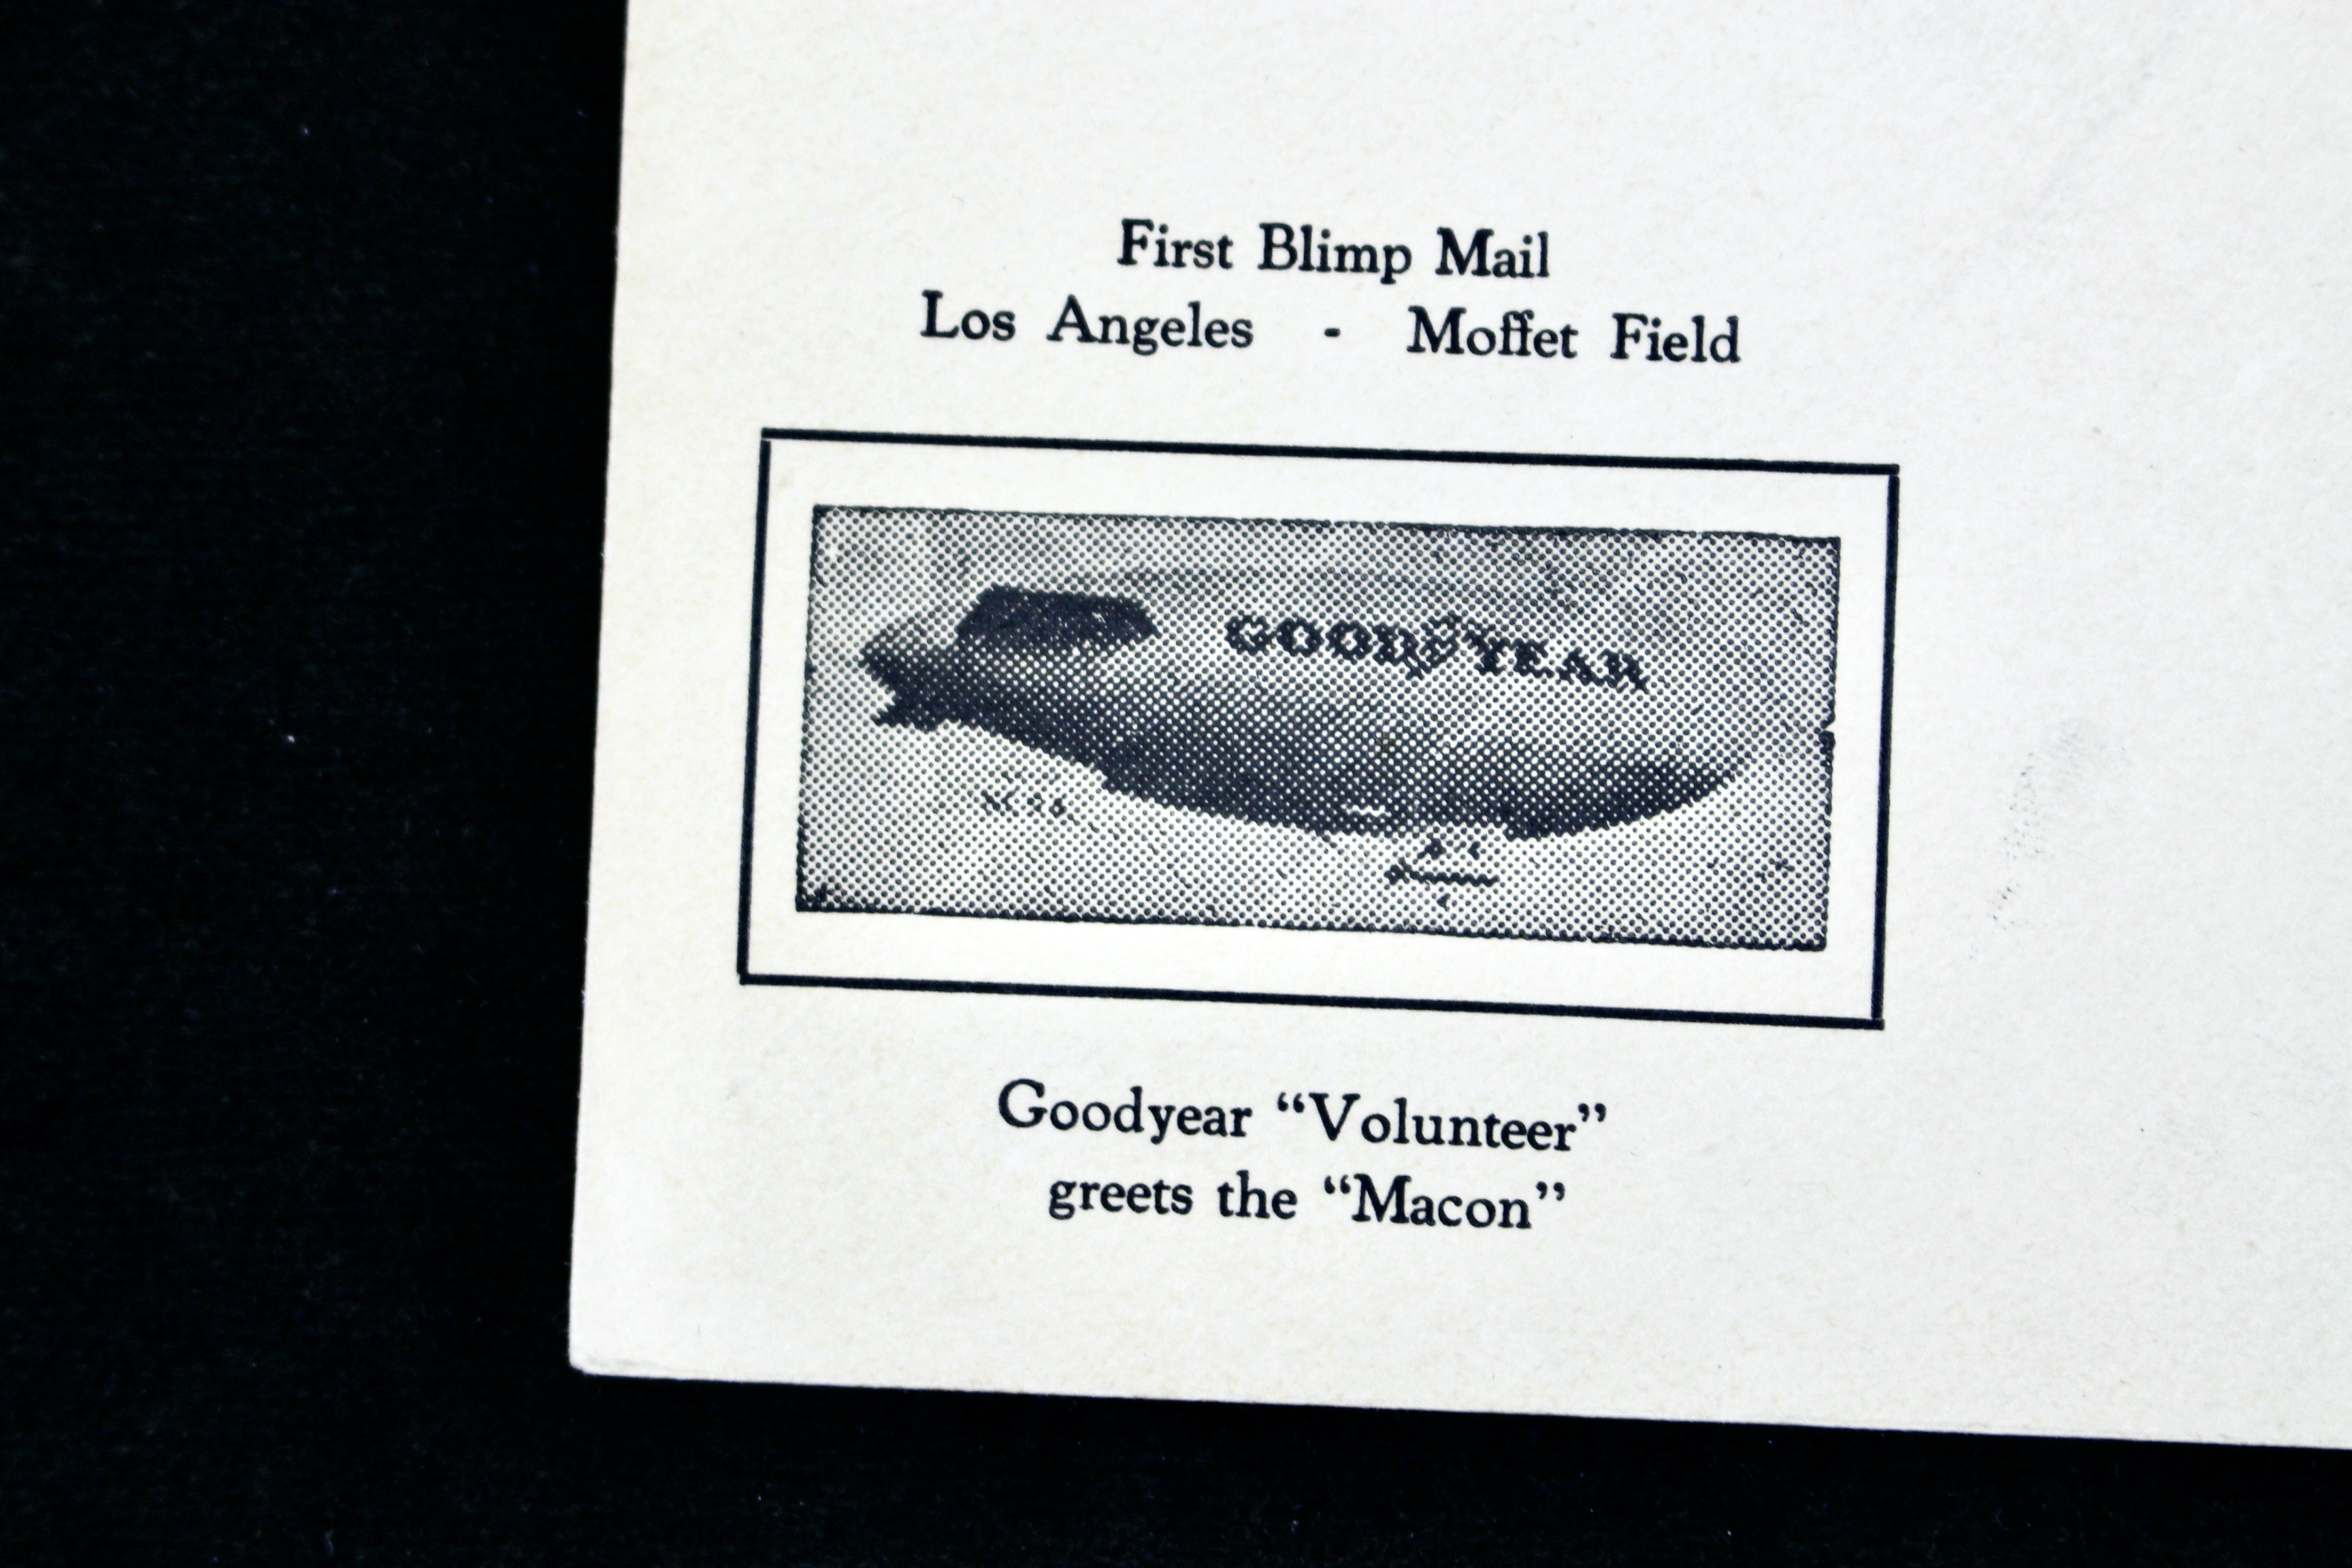 First Blimp Mail
Los Angeles - Moffet Field
GOODYEAR
Goodyear “Volunteer”
greets the “Macon”